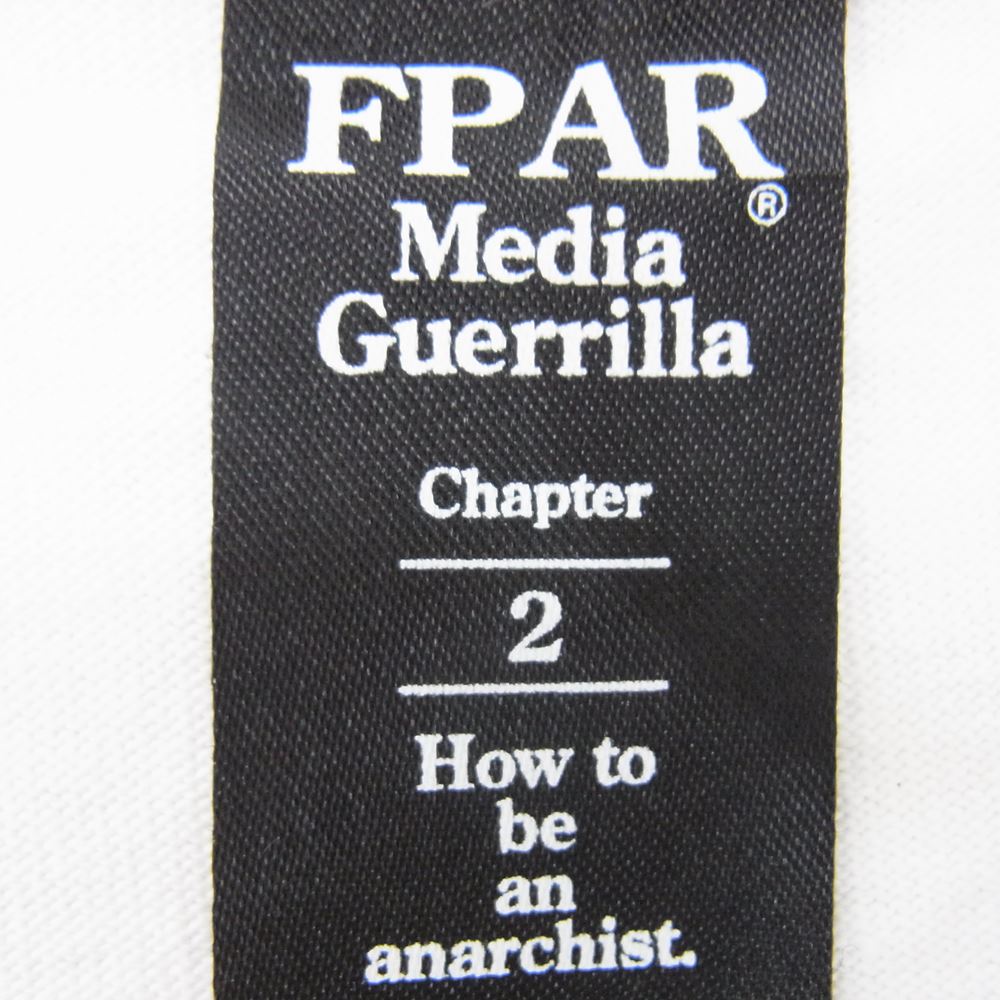 FPAR®
Media
Guerrilla
Chapter
2
How to
be
an
anarchist.